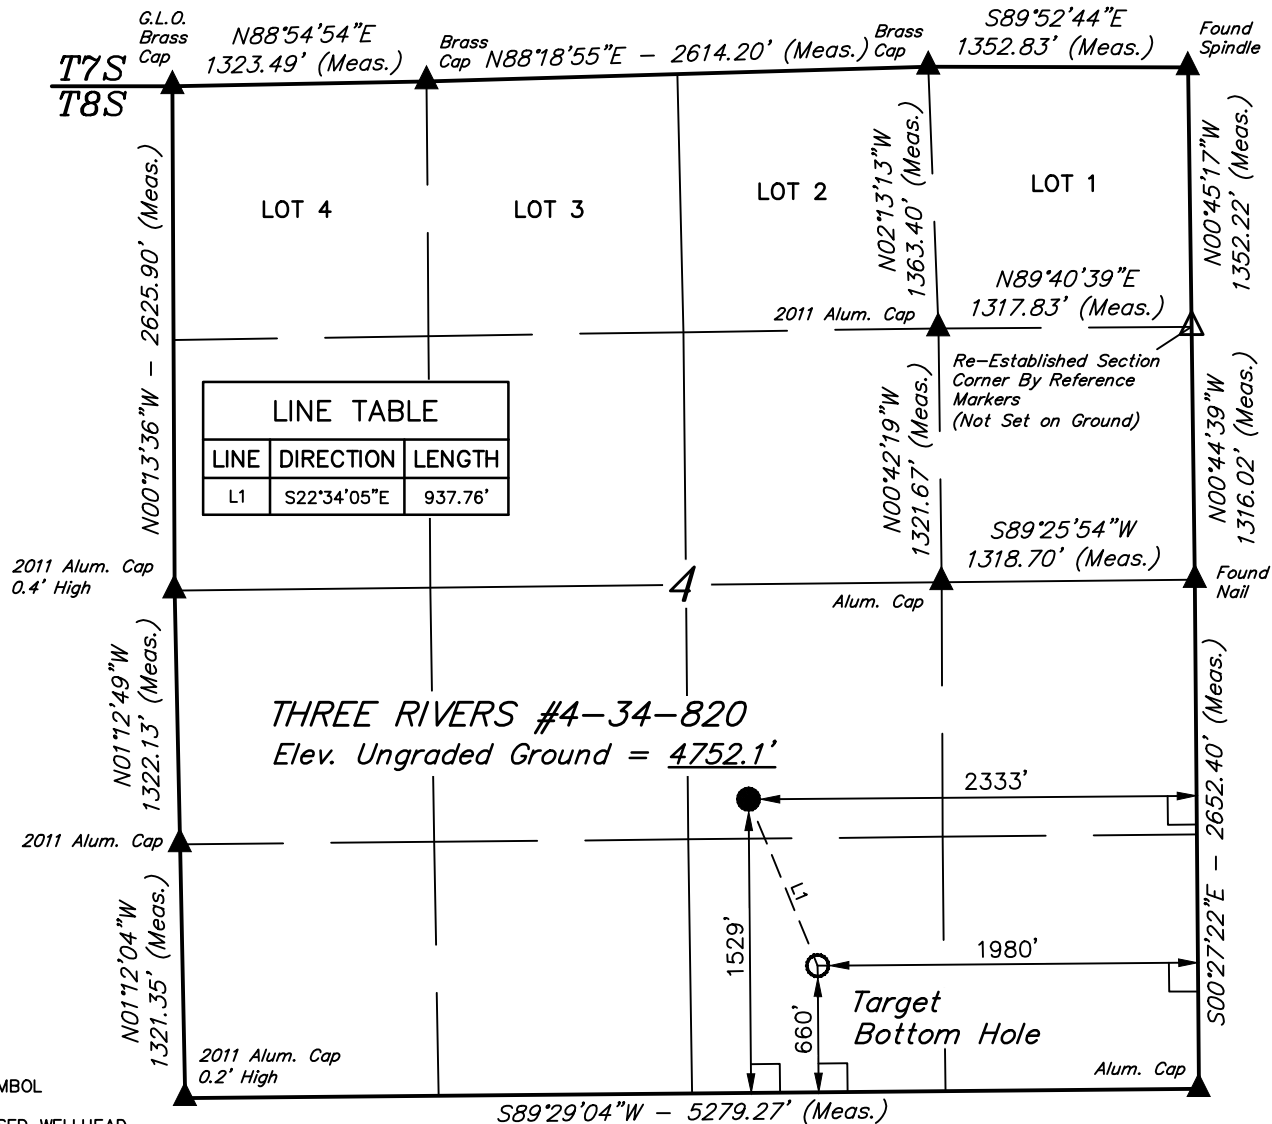 G.L.O.
Brass
Cap
N88°54'54"E
1323.49' (Meas.)
Brass
Cap
N88°18'55"E - 2614.20' (Meas.)
Brass
Cap
S89°52'44"E
1352.83' (Meas.)
Found
Spindle
T7S
T8S
N00°13'36"W - 2625.90' (Meas.)
LOT 4
LOT 3
LOT 2
LOT 1
N02°13'13"W
1363.40' (Meas.)
N00°45'17"W
1352.22' (Meas.)
N89°40'39"E
1317.83' (Meas.)
2011 Alum. Cap
Re-Established Section
Corner By Reference
Markers
(Not Set on Ground)
LINE TABLE
LINE DIRECTION LENGTH
L1 S22°34'05"E 937.76'
N00°42'19"W
1321.67' (Meas.)
N00°44'39"W
1316.02' (Meas.)
S89°25'54"W
1318.70' (Meas.)
2011 Alum. Cap
0.4' High
4
Alum. Cap
Found
Nail
N01°12'49"W
1322.13' (Meas.)
THREE RIVERS #4-34-820
Elev. Ungraded Ground = 4752.1'
S00°27'22"E - 2652.40' (Meas.)
2333'
2011 Alum. Cap
L1
1529'
1980'
N01°12'04"W
1321.35' (Meas.)
660'
Target
Bottom Hole
2011 Alum. Cap
0.2' High
Alum. Cap
MBOL
S89°29'04"W - 5279.27' (Meas.)
SED WELLHEAD